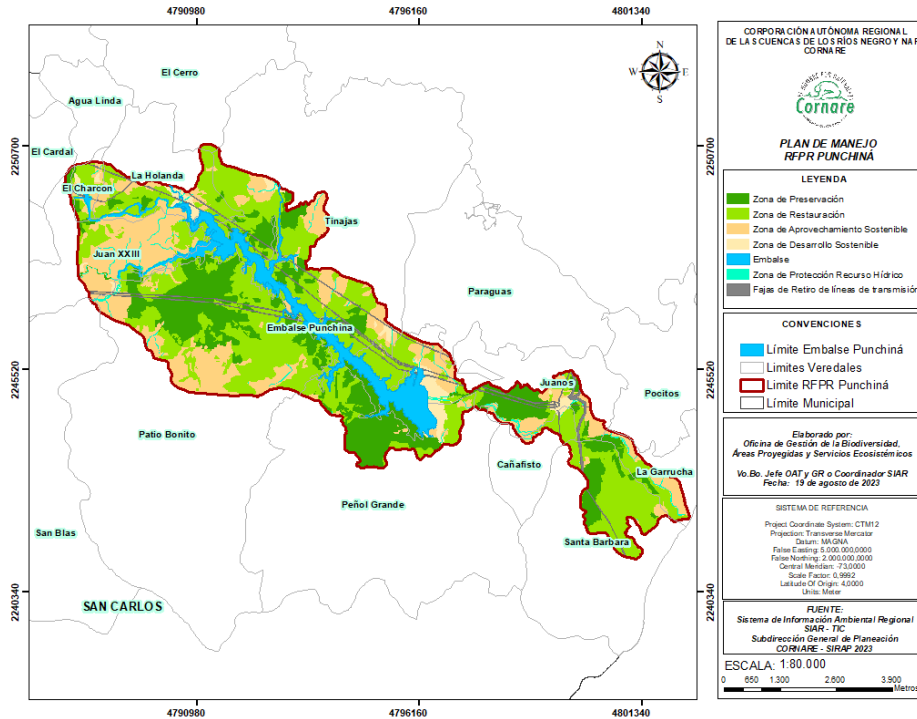 4790980
4796160
4801340
2250700
2245520
2240340
N
W
E
S
El Cerro
Agua Linda
El Cardal
La Holanda
El Charcon
Tinajas
Juan XXIII
Paraguas
Embalse Punchina
Juanos
Pocitos
Patio Bonito
Cañafisto
La Garrucha
Peñol Grande
San Blas
Santa Barbara
SAN CARLOS
2250700
2245520
2240340
4790980
4796160
4801340
CORPORACIÓN AUTÓNOMA REGIONAL
DE LAS CUENCAS DE LOS RÍOS NEGRO Y NAR
CORNARE
Cornare
PLAN DE MANEJO
RFPR PUNCHINÁ
LEYENDA
Zona de Preservación
Zona de Restauración
Zona de Aprovechamiento Sostenible
Zona de Desarrollo Sostenible
Embalse
Zona de Protección Recurso Hídrico
Fajas de Retiro de líneas de transmisión
CONVENCIONES
Límite Embalse Punchiná
Limites Veredales
Limite RFPR Punchiná
Límite Municipal
Elaborado por:
Oficina de Gestión de la Biodiversidad,
Áreas Proyegidas y Servicios Ecosistémicos
Vo.Bo. Jefe OAT y GR o Coordinador SIAR
Fecha: 19 de agosto de 2023
SISTEMA DE REFERENCIA
Project Coordinate System: CTM12
Projection: Transverse Mercator
Datum: MAGNA
False Easting: 5.000.000,0000
False Northing: 2.000.000,0000
Central Meridian: -73,0000
Scale Factor: 0,9992
Latitude Of Origin: 4,0000
Units: Meter
FUENTE:
Sistema de Información Ambiental Regional
SIAR - TIC
Subdirección General de Planeación
CORNARE - SIRAP 2023
ESCALA: 1:80.000
0 650 1.300 2.600 3.900
Metros